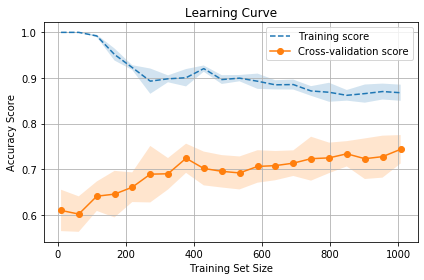 Learning Curve
Training score
Cross-validation score
Accuracy Score
1.0
0.9
0.8
0.7
0.6
0 200 400 600 800 1000
Training Set Size